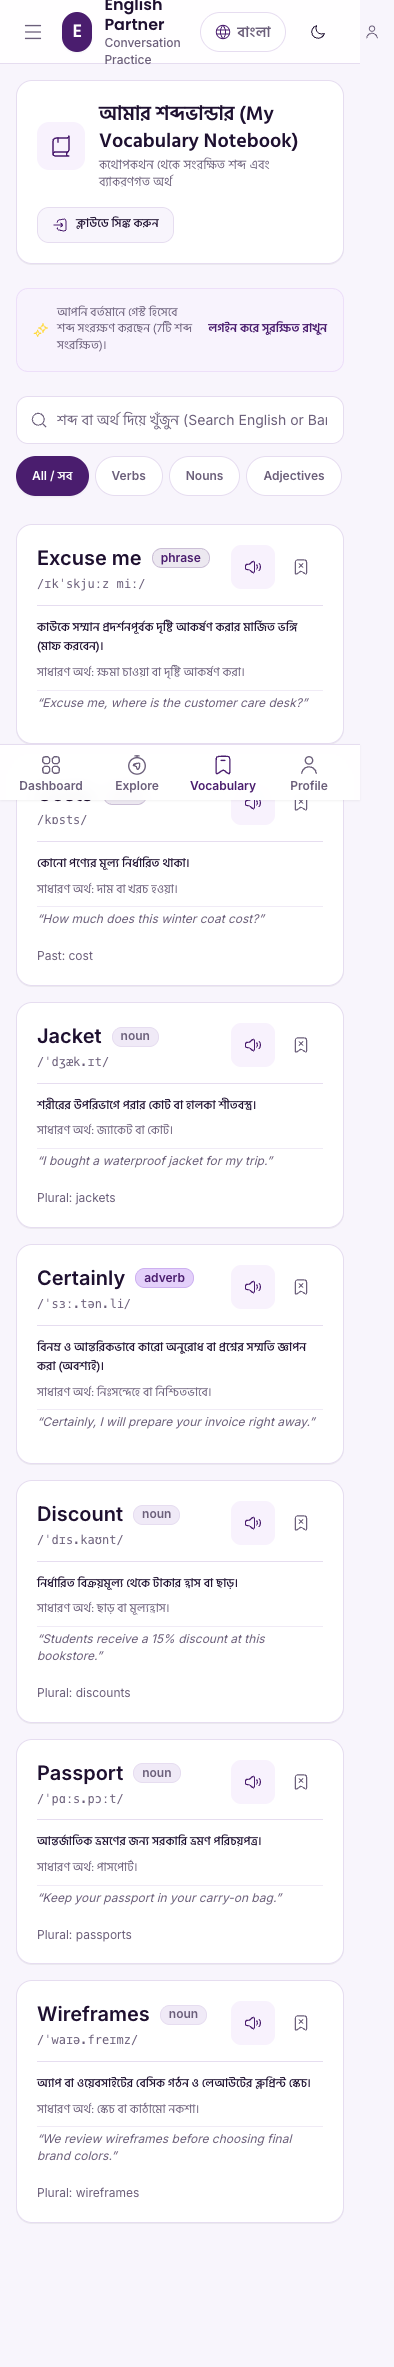 E
English
Partner
Conversation
Practice
বাংলা
আমার শব্দভান্ডার (My
Vocabulary Notebook)
কথোপকথন থেকে সংরক্ষিত শব্দ এবং
ব্যাকরণগত অর্থ
ক্লাউডে সিঙ্ক করুন
আপনি বর্তমানে গেস্ট হিসেবে
শব্দ সংরক্ষণ করছেন (7টি শব্দ
সংরক্ষিত)।
লগইন করে সুরক্ষিত রাখুন
শব্দ বা অর্থ দিয়ে খুঁজুন (Search English or Ban
All / সব
Verbs
Nouns
Adjectives
Excuse me phrase
/ɪkˈskjuːz miː/
কাউকে সম্মান প্রদর্শনপূর্বক দৃষ্টি আকর্ষণ করার মার্জিত ভঙ্গি
(মাফ করবেন)।
সাধারণ অর্থ: ক্ষমা চাওয়া বা দৃষ্টি আকর্ষণ করা।
“Excuse me, where is the customer care desk?”
Dashboard
Explore
Vocabulary
Profile
/kɒsts/
কোনো পণ্যের মূল্য নির্ধারিত থাকা।
সাধারণ অর্থ: দাম বা খরচ হওয়া।
“How much does this winter coat cost?”
Past: cost
Jacket noun
/ˈdʒæk.ɪt/
শরীরের উপরিভাগে পরার কোট বা হালকা শীতবস্ত্র।
সাধারণ অর্থ: জ্যাকেট বা কোট।
“I bought a waterproof jacket for my trip.”
Plural: jackets
Certainly adverb
/ˈsɜː.tən.li/
বিনম্র ও আন্তরিকভাবে কারো অনুরোধ বা প্রশ্নের সম্মতি জ্ঞাপন
করা (অবশ্যই)।
সাধারণ অর্থ: নিঃসন্দেহে বা নিশ্চিতভাবে।
“Certainly, I will prepare your invoice right away.”
Discount noun
/ˈdɪs.kaʊnt/
নির্ধারিত বিক্রয়মূল্য থেকে টাকার হ্রাস বা ছাড়।
সাধারণ অর্থ: ছাড় বা মূল্যহ্রাস।
“Students receive a 15% discount at this
bookstore.”
Plural: discounts
Passport noun
/ˈpɑːs.pɔːt/
আন্তর্জাতিক ভ্রমণের জন্য সরকারি ভ্রমণ পরিচয়পত্র।
সাধারণ অর্থ: পাসপোর্ট।
“Keep your passport in your carry-on bag.”
Plural: passports
Wireframes noun
/ˈwaɪə.freɪmz/
অ্যাপ বা ওয়েবসাইটের বেসিক গঠন ও লেআউটের ব্লুপ্রিন্ট স্কেচ।
সাধারণ অর্থ: স্কেচ বা কাঠামো নকশা।
“We review wireframes before choosing final
brand colors.”
Plural: wireframes